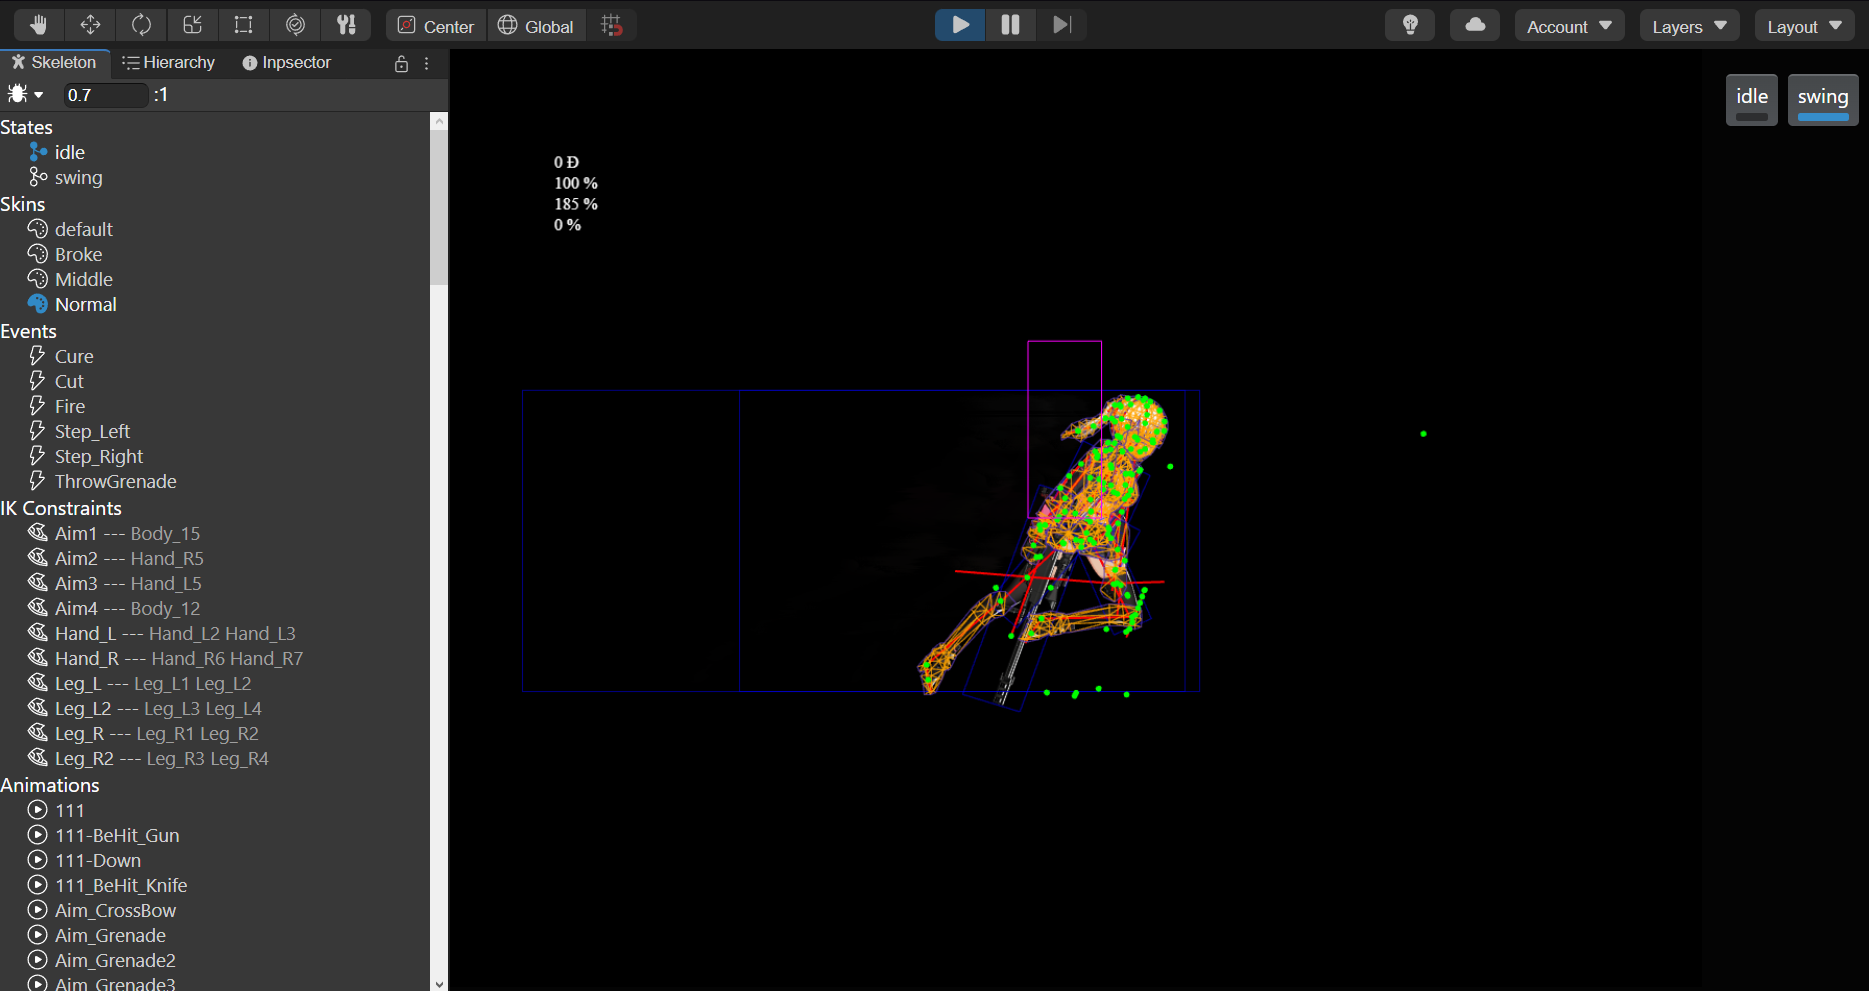 Center Global Account Layers Layout
Skeleton Hierarchy Inpsector
0.7 :1
idle swing
States
idle
swing
Skins
default
Broke
Middle
Normal
Events
Cure
Cut
Fire
Step_Left
Step_Right
ThrowGrenade
IK Constraints
Aim1 --- Body_15
Aim2 --- Hand_R5
Aim3 --- Hand_L5
Aim4 --- Body_12
Hand_L --- Hand_L2 Hand_L3
Hand_R --- Hand_R6 Hand_R7
Leg_L --- Leg_L1 Leg_L2
Leg_L2 --- Leg_L3 Leg_L4
Leg_R --- Leg_R1 Leg_R2
Leg_R2 --- Leg_R3 Leg_R4
Animations
111
111-BeHit_Gun
111-Down
111_BeHit_Knife
Aim_CrossBow
Aim_Grenade
Aim_Grenade2
Aim_Grenade3
0 Đ
100 %
185 %
0 %